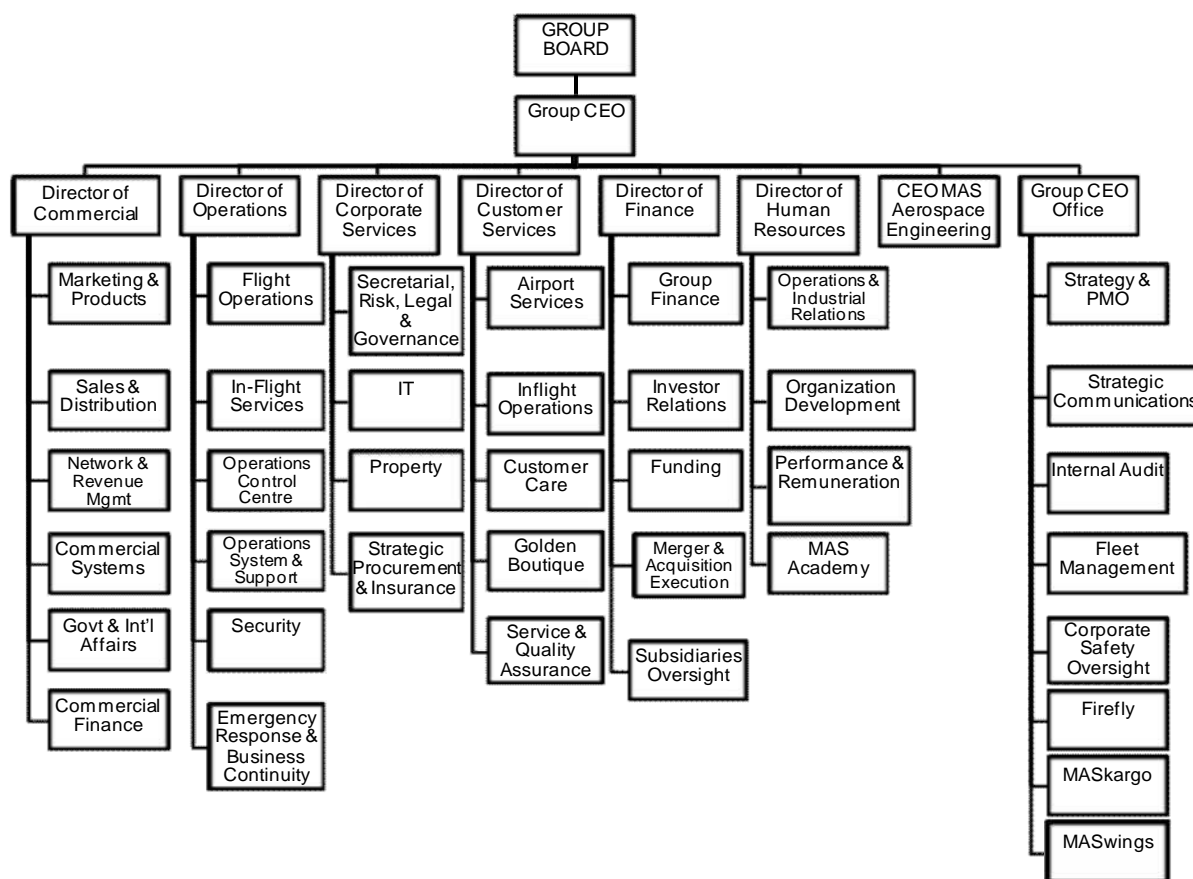 GROUP
BOARD
Group CEO
Director of
Commercial
Director of
Operations
Director of
Corporate
Services
Director of
Customer
Services
Director of
Finance
Director of
Human
Resources
CEO MAS
Aerospace
Engineering
Group CEO
Office
Marketing &
Products
Sales &
Distribution
Network &
Revenue
Mgmt
Commercial
Systems
Govt & Int'l
Affairs
Commercial
Finance
Flight
Operations
In-Flight
Services
Operations
Control
Centre
Operations
System &
Support
Security
Emergency
Response &
Business
Continuity
Secretarial,
Risk, Legal
&
Governance
IT
Property
Strategic
Procurement
& Insurance
Airport
Services
Inflight
Operations
Customer
Care
Golden
Boutique
Service &
Quality
Assurance
Group
Finance
Investor
Relations
Funding
Merger &
Acquisition
Execution
Subsidiaries
Oversight
Operations &
Industrial
Relations
Organization
Development
Performance &
Remuneration
MAS
Academy
Strategy &
PMO
Strategic
Communications
Internal Audit
Fleet
Management
Corporate
Safety
Oversight
Firefly
MASkargo
MASwings